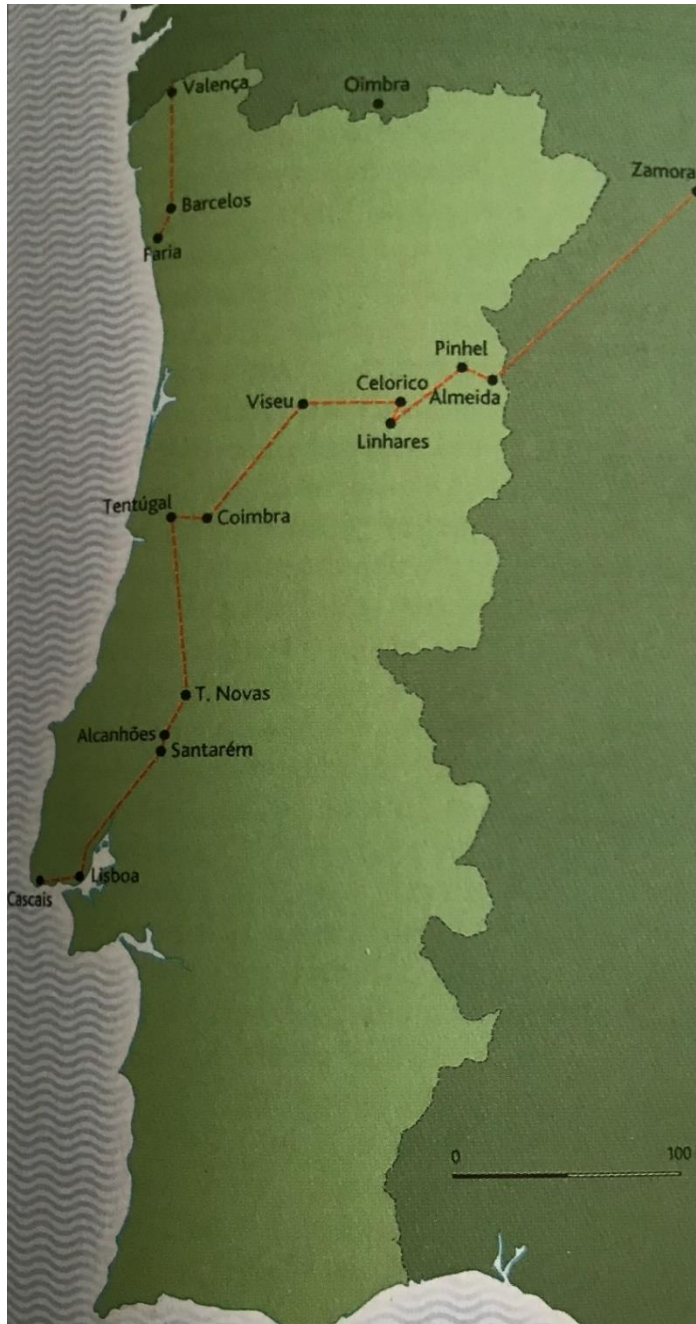 Valença
Oimbra
Zamora
Barcelos
Faria
Pinhel
Celorico
Almeida
Viseu
Linhares
Tentúgal
Coimbra
T. Novas
Alcanhões
Santarém
Lisboa
Cascais
0 100